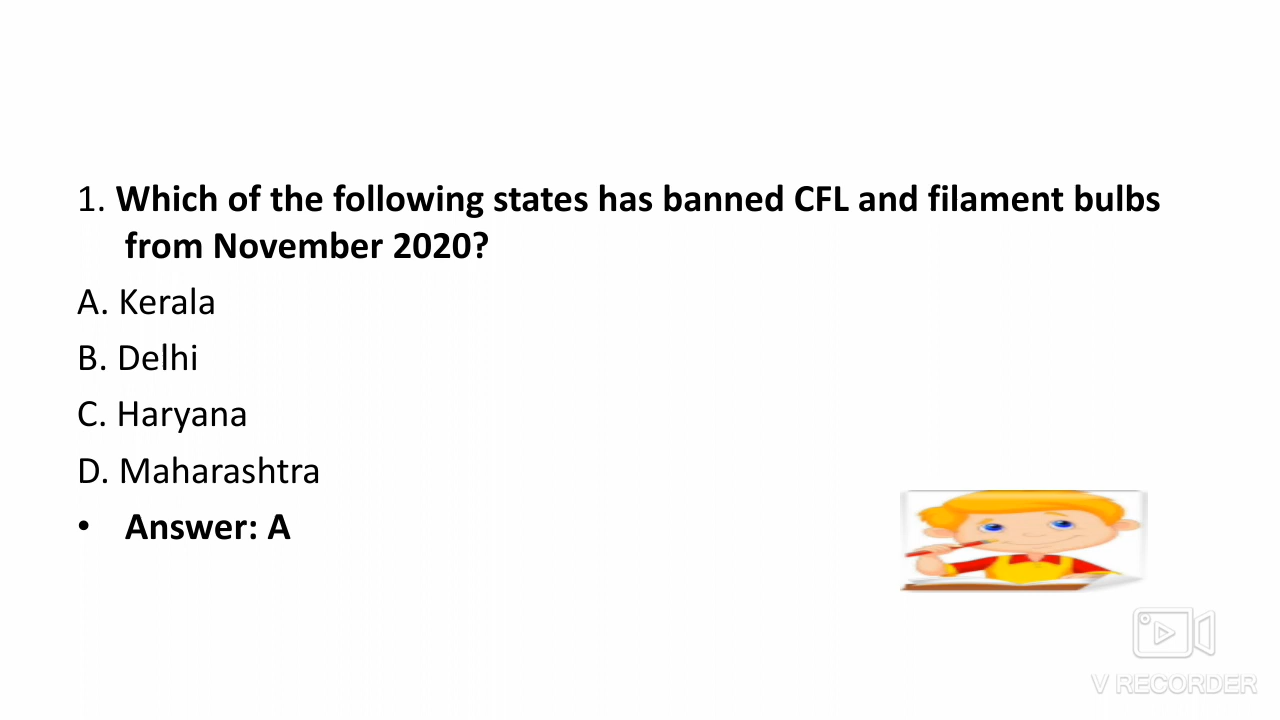 1. Which of the following states has banned CFL and filament bulbs
from November 2020?
A. Kerala
B. Delhi
C. Haryana
D. Maharashtra
• Answer: A
V RECORDER